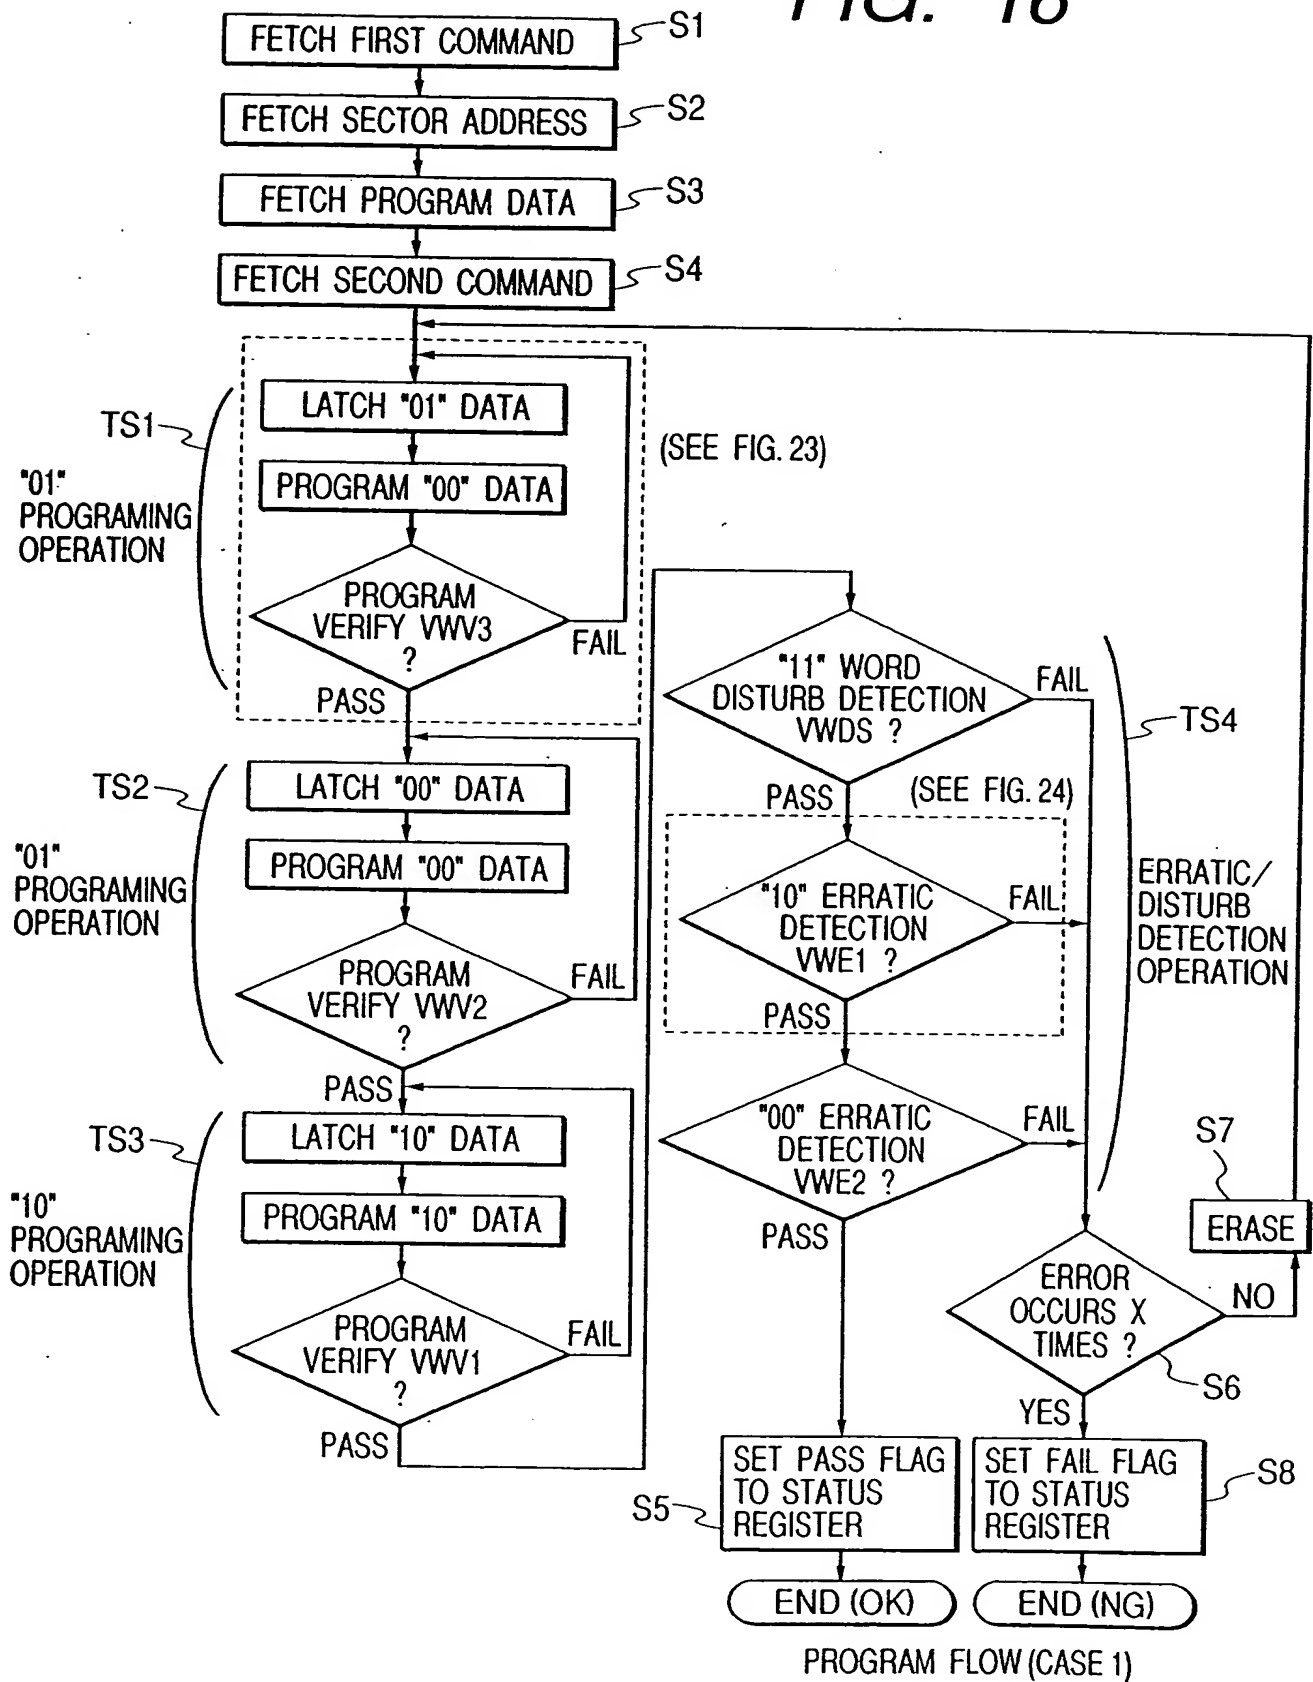 FIG. 16
FETCH FIRST COMMAND
S1
FETCH SECTOR ADDRESS
S2
FETCH PROGRAM DATA
S3
FETCH SECOND COMMAND
S4
TS1
"01"
PROGRAMING
OPERATION
LATCH "01" DATA
PROGRAM "00" DATA
PROGRAM
VERIFY VWV3
?
FAIL
PASS
(SEE FIG. 23)
TS2
"01"
PROGRAMING
OPERATION
LATCH "00" DATA
PROGRAM "00" DATA
PROGRAM
VERIFY VWV2
?
FAIL
PASS
TS3
"10"
PROGRAMING
OPERATION
LATCH "10" DATA
PROGRAM "10" DATA
PROGRAM
VERIFY VWV1
?
FAIL
PASS
"11" WORD
DISTURB DETECTION
VWDS ?
FAIL
PASS
(SEE FIG. 24)
"10" ERRATIC
DETECTION
VWE1 ?
FAIL
PASS
"00" ERRATIC
DETECTION
VWE2 ?
FAIL
PASS
TS4
ERRATIC/
DISTURB
DETECTION
OPERATION
S7
ERASE
ERROR
OCCURS X
TIMES ?
NO
S6
YES
SET PASS FLAG
TO STATUS
REGISTER
S5
SET FAIL FLAG
TO STATUS
REGISTER
S8
END (OK)
END (NG)
PROGRAM FLOW (CASE 1)